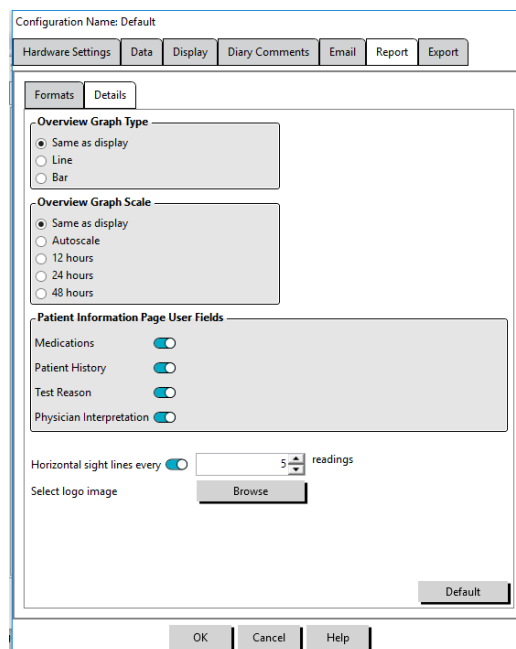 Configuration Name: Default
Hardware Settings Data Display Diary Comments Email Report Export
Formats Details
Overview Graph Type
Same as display
Line
Bar
Overview Graph Scale
Same as display
Autoscale
12 hours
24 hours
48 hours
Patient Information Page User Fields
Medications
Patient History
Test Reason
Physician Interpretation
Horizontal sight lines every 5 readings
Select logo image Browse
Default
OK Cancel Help